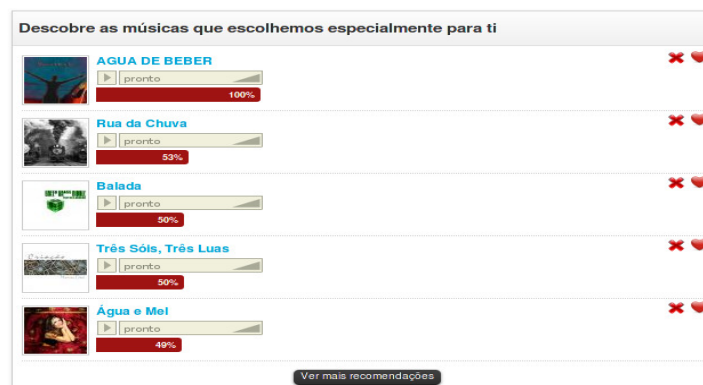 Descobre as músicas que escolhemos especialmente para ti
AGUA DE BEBER
pronto
100%
Rua da Chuva
pronto
53%
Balada
pronto
50%
Três Sóis, Três Luas
pronto
50%
Água e Mel
pronto
49%
Ver mais recomendações